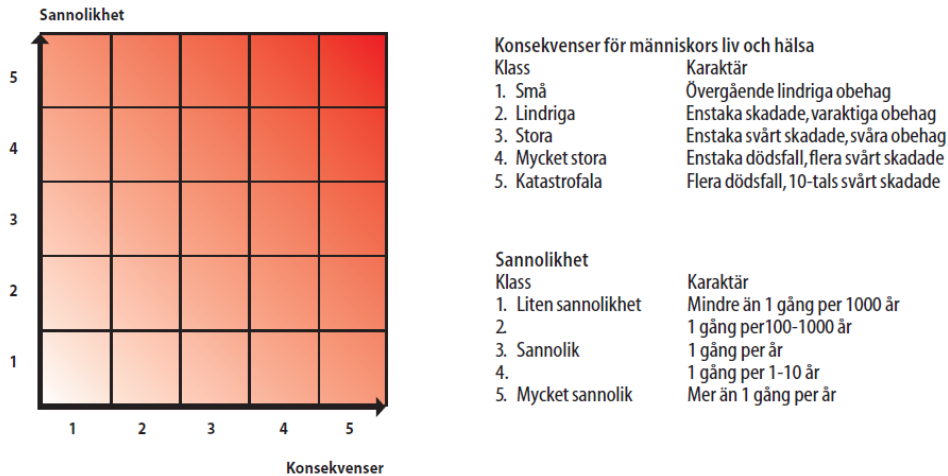 Sannolikhet
5
4
3
2
1
1 2 3 4 5
Konsekvenser
Konsekvenser för människors liv och hälsa
Klass Karaktär
1. Små Övergående lindriga obehag
2. Lindriga Enstaka skadade, varaktiga obehag
3. Stora Enstaka svårt skadade, svåra obehag
4. Mycket stora Enstaka dödsfall, flera svårt skadade
5. Katastrofala Flera dödsfall, 10-tals svårt skadade
Sannolikhet
Klass Karaktär
1. Liten sannolikhet Mindre än 1 gång per 1000 år
2. 1 gång per100-1000 år
3. Sannolik 1 gång per år
4. 1 gång per 1-10 år
5. Mycket sannolik Mer än 1 gång per år